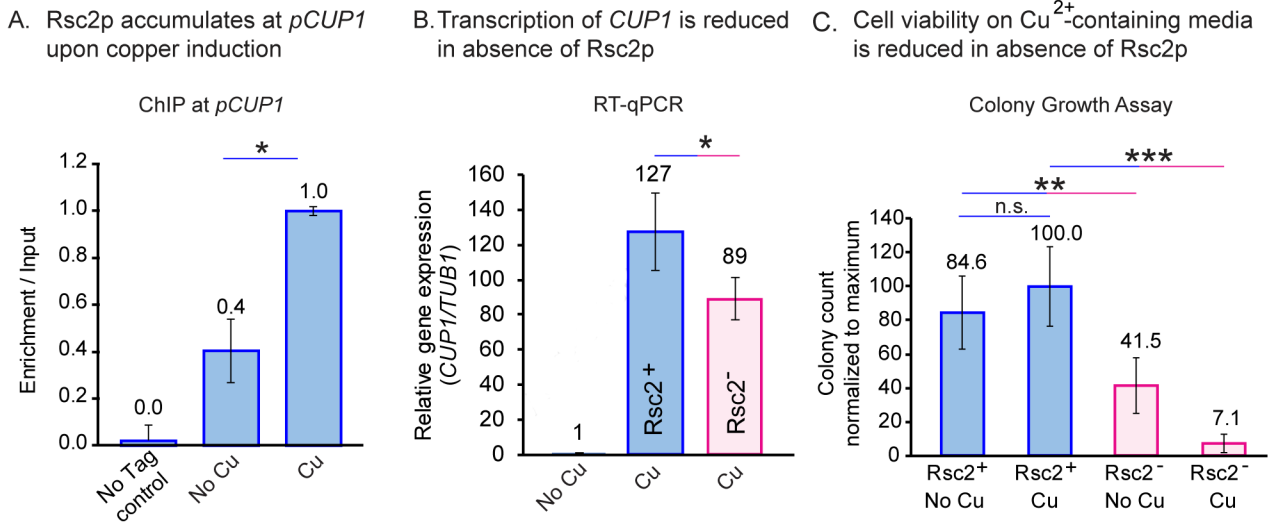 A. Rsc2p accumulates at pCUP1
upon copper induction
ChIP at pCUP1
*
1.2
1.0
0.8
0.6
0.4
0.2
0.0
Enrichment / Input
0.0
0.4
1.0
No Tag
control
No Cu
Cu
B. Transcription of CUP1 is reduced
in absence of Rsc2p
RT-qPCR
*
160
140
120
100
80
60
40
20
0
Relative gene expression
(CUP1/TUB1)
1
127
89
Rsc2+
Rsc2-
No Cu
Cu
Cu
C. Cell viability on Cu2+-containing media
is reduced in absence of Rsc2p
Colony Growth Assay
***
**
n.s.
140
120
100
80
60
40
20
0
Colony count
normalized to maximum
84.6
100.0
41.5
7.1
Rsc2+
No Cu
Rsc2+
Cu
Rsc2-
No Cu
Rsc2-
Cu